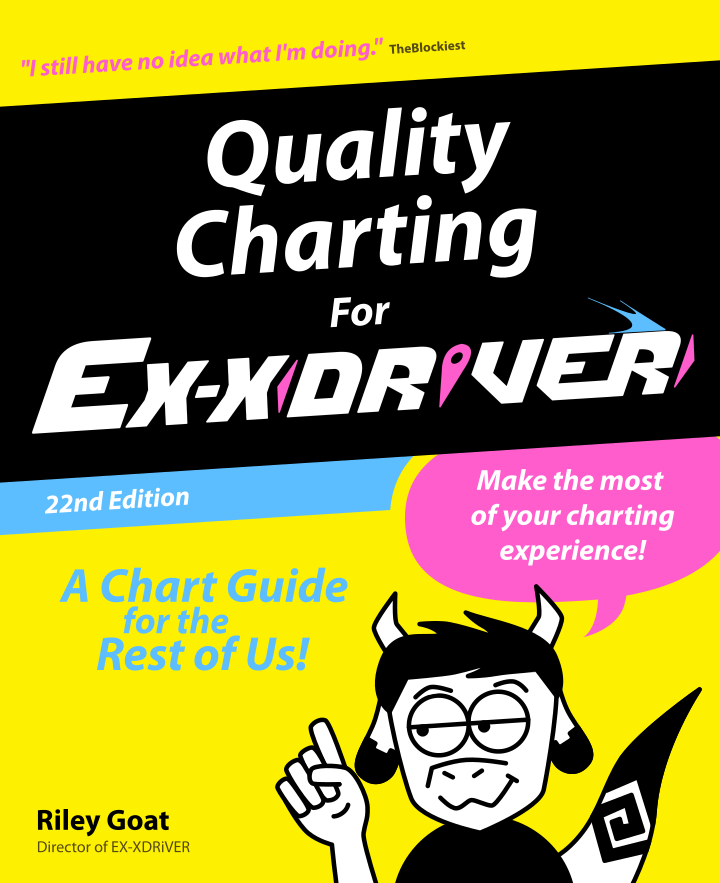 "I still have no idea what I'm doing." TheBlockiest
Quality
Charting
For
EX-XDRiVER
22nd Edition
Make the most
of your charting
experience!
A Chart Guide
for the
Rest of Us!
Riley Goat
Director of EX-XDRiVER